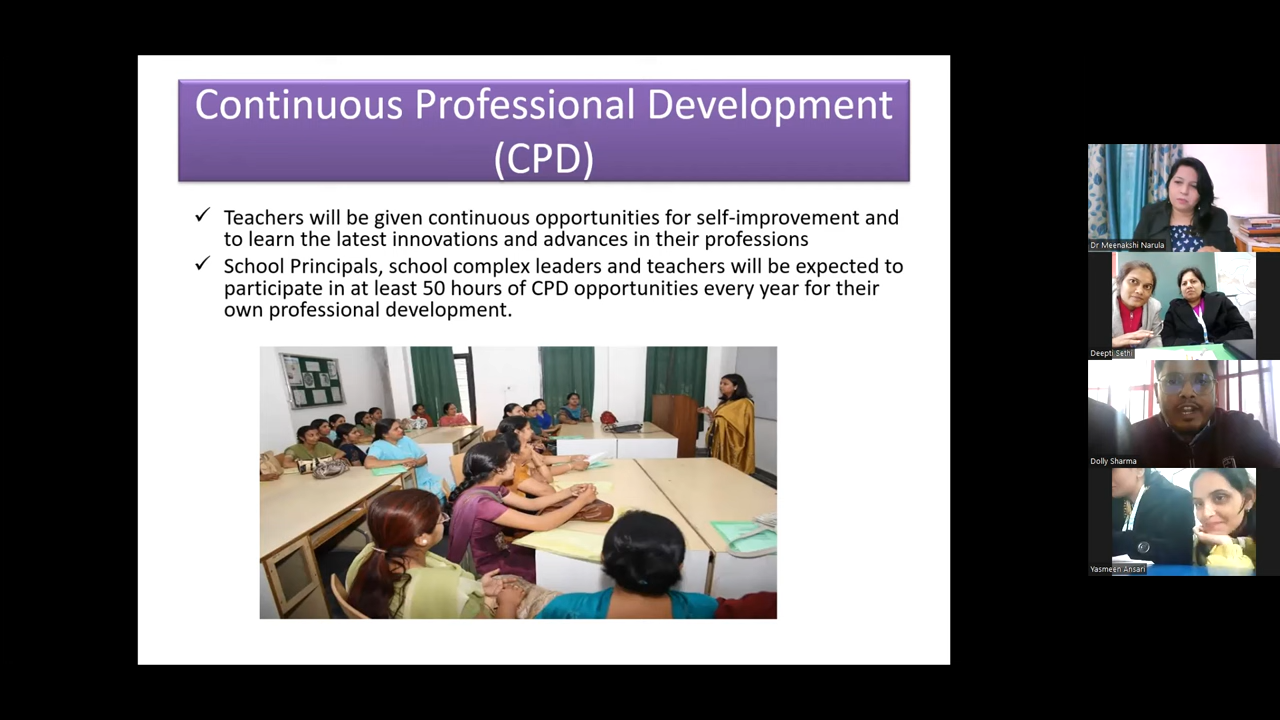 Continuous Professional Development
(CPD)
Teachers will be given continuous opportunities for self-improvement and
to learn the latest innovations and advances in their professions
School Principals, school complex leaders and teachers will be expected to
participate in at least 50 hours of CPD opportunities every year for their
own professional development.
Dr Meenakshi Narula
Deepti Sethi
Dolly Sharma
Yasmeen Ansari